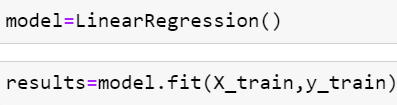 model=LinearRegression()
results=model.fit(X_train,y_train)